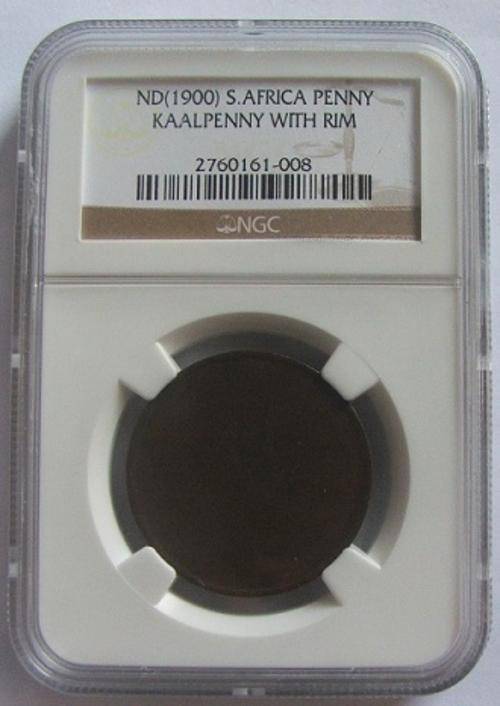 ND(1900) S.AFRICA PENNY
KAALPENNY WITH RIM
2760161-008
NGC